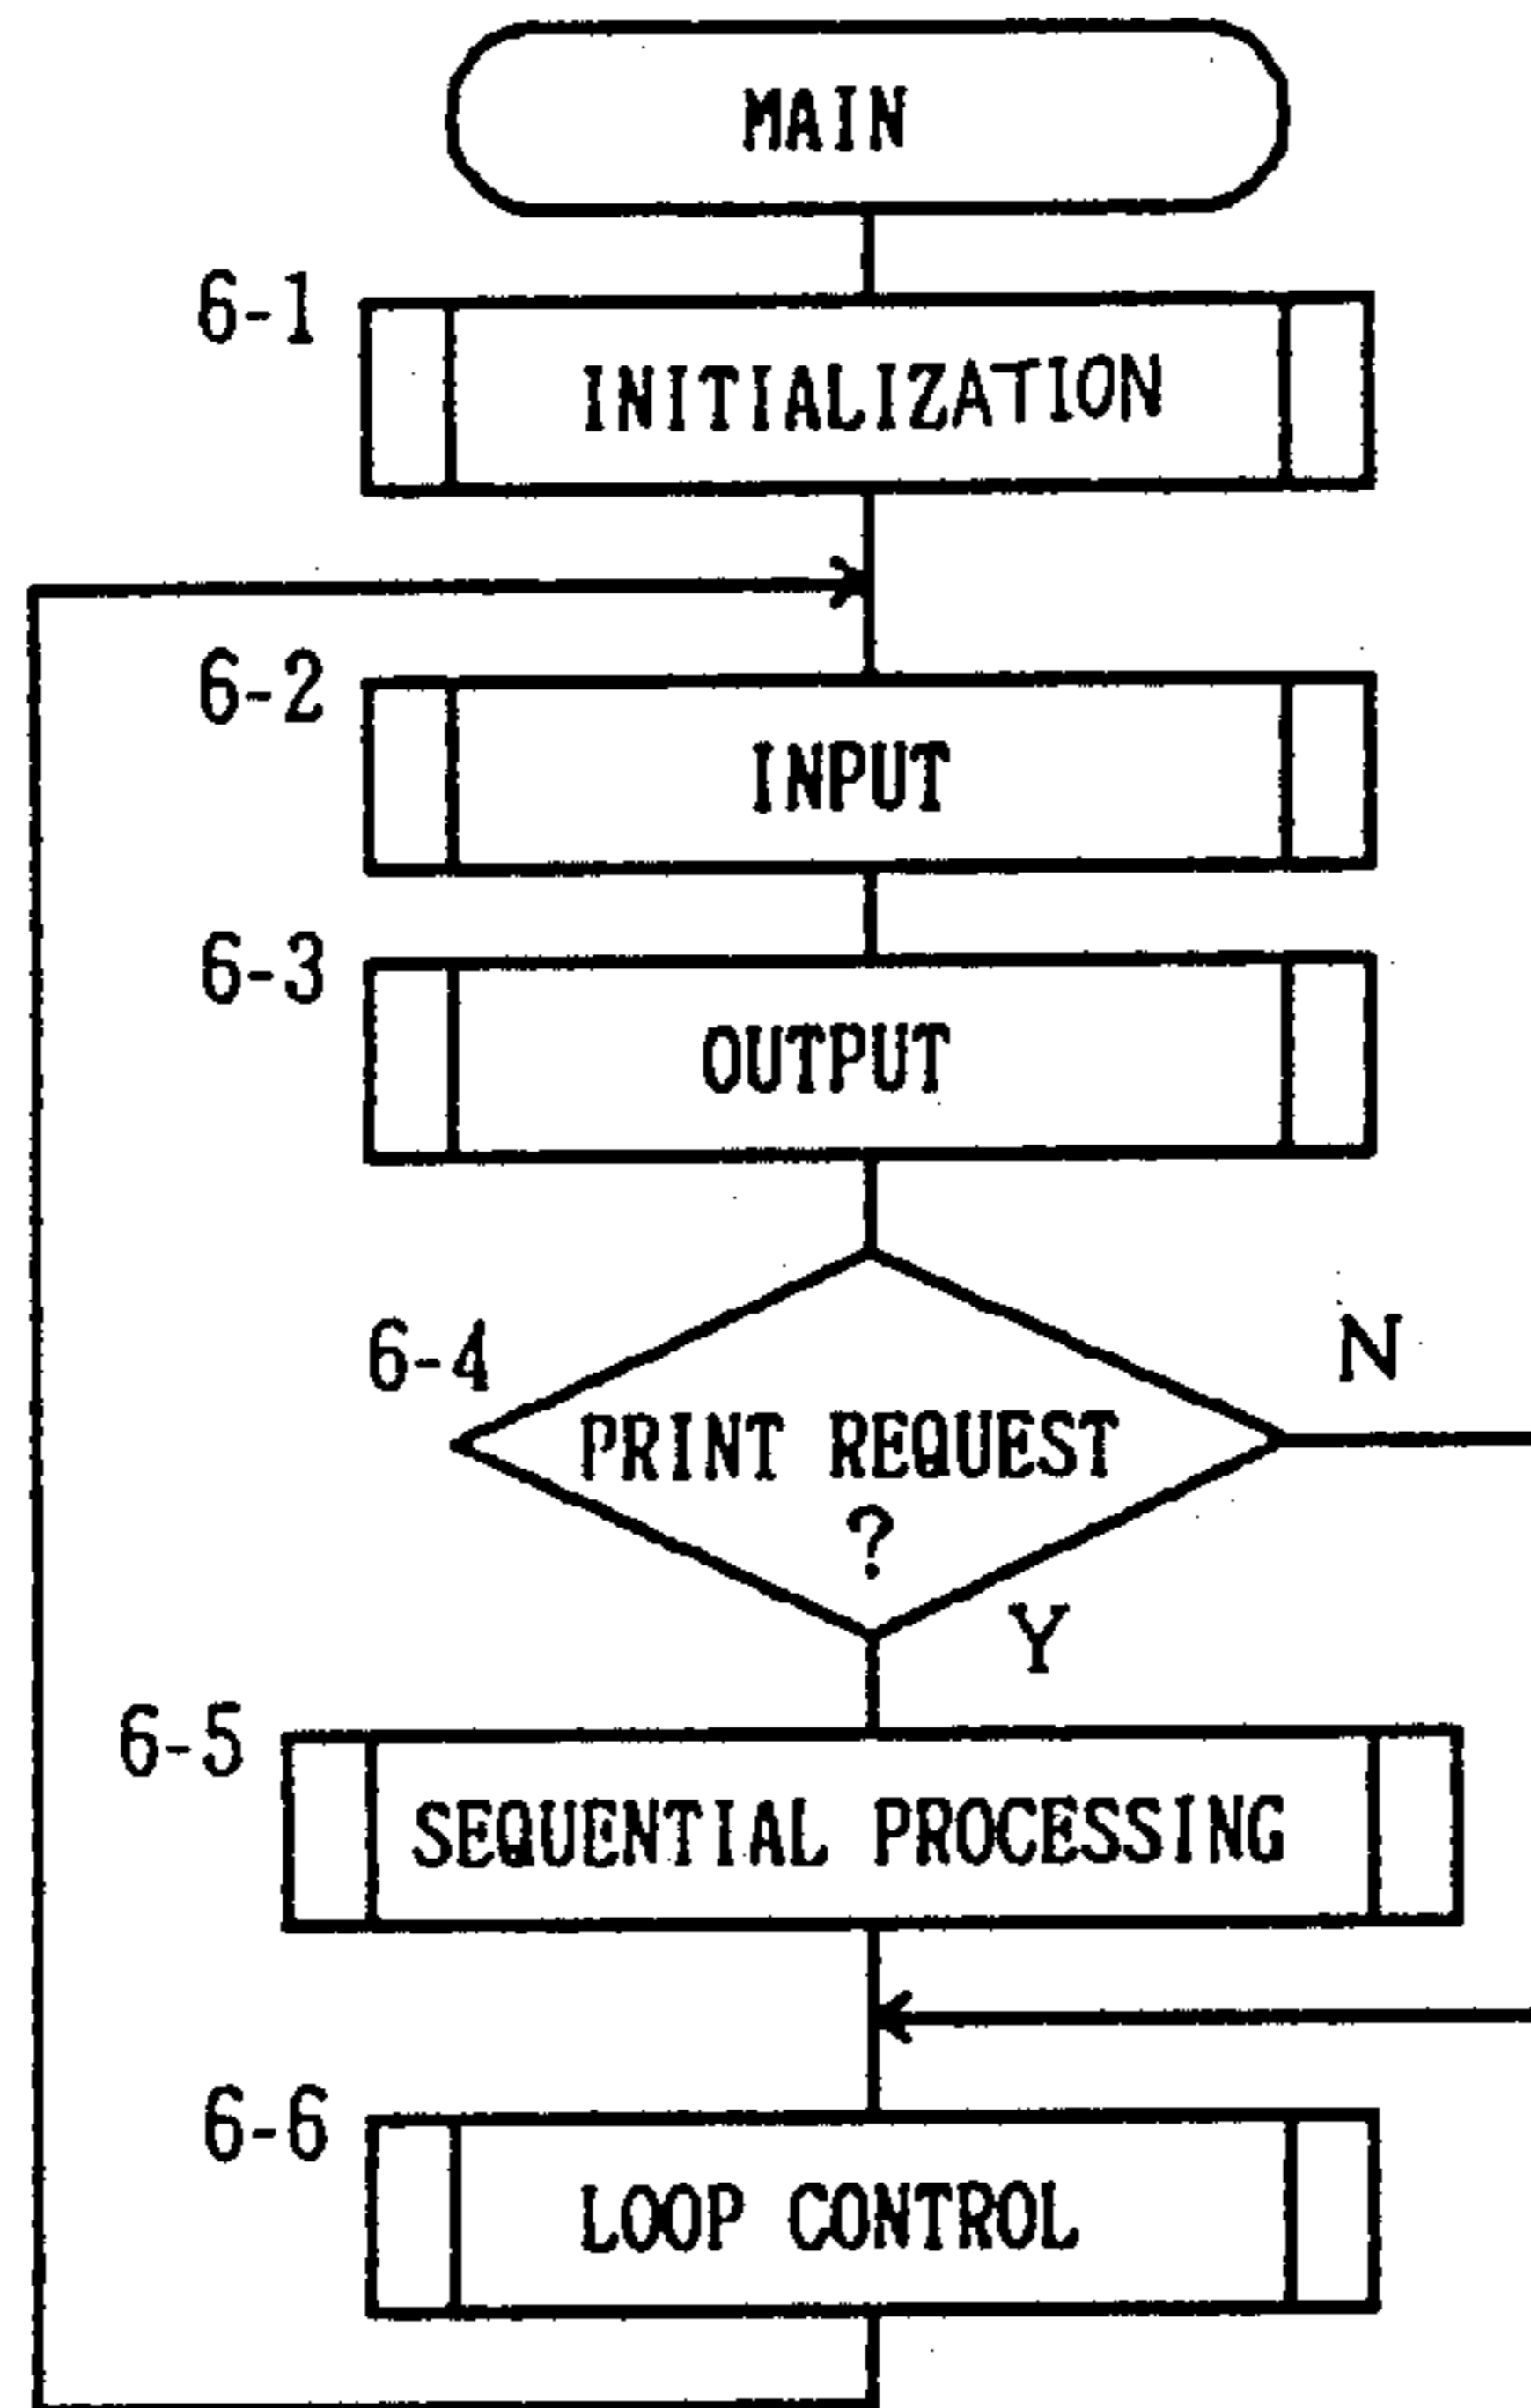 MAIN
6-1
INITIALIZATION
6-2
INPUT
6-3
OUTPUT
6-4
N
PRINT REQUEST
?
Y
6-5
SEQUENTIAL PROCESSING
6-6
LOOP CONTROL